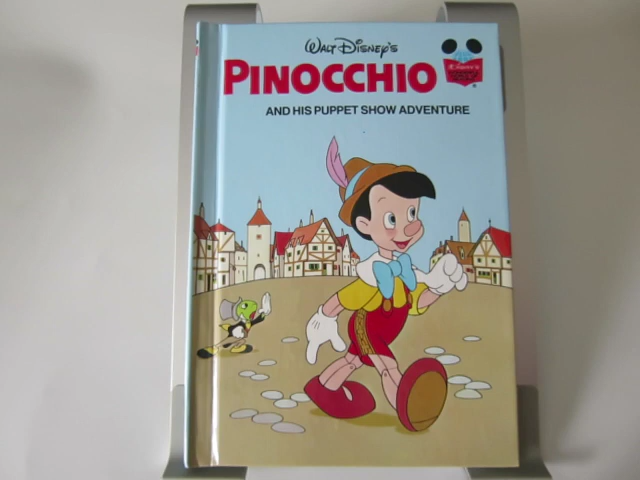 WALT DISNEY'S
PINOCCHIO
AND HIS PUPPET SHOW ADVENTURE